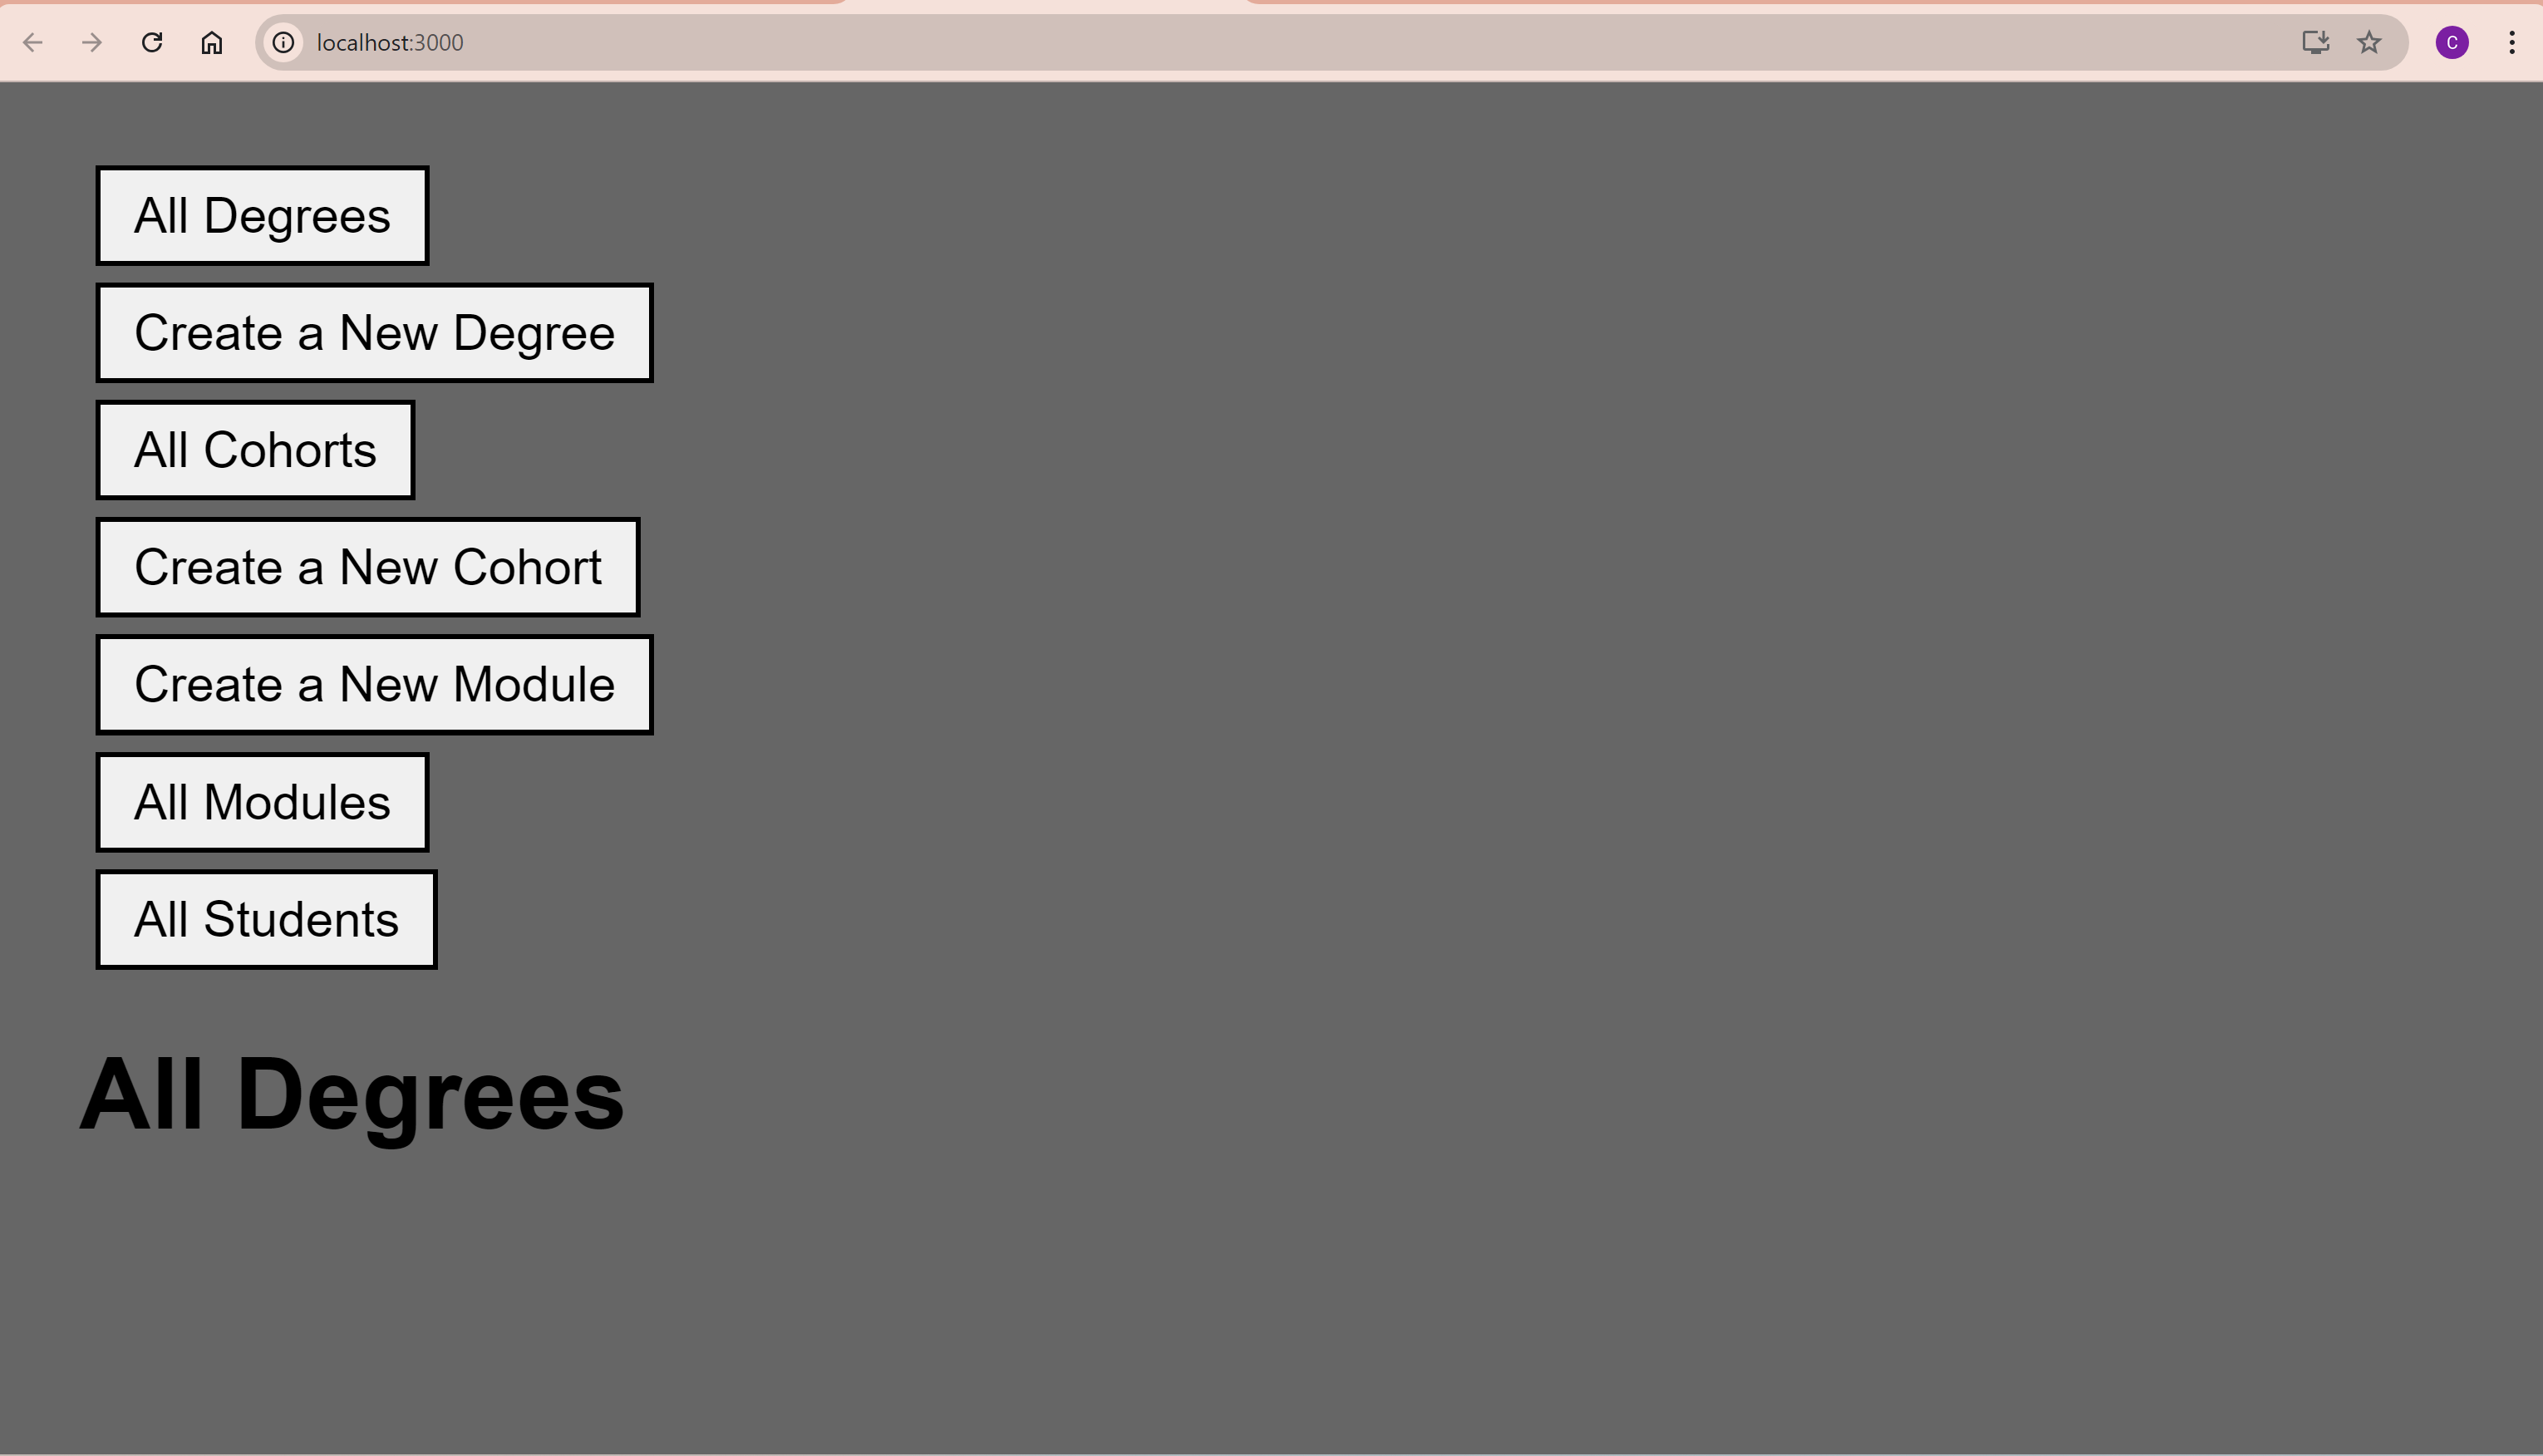 localhost:3000
C
All Degrees
Create a New Degree
All Cohorts
Create a New Cohort
Create a New Module
All Modules
All Students
All Degrees